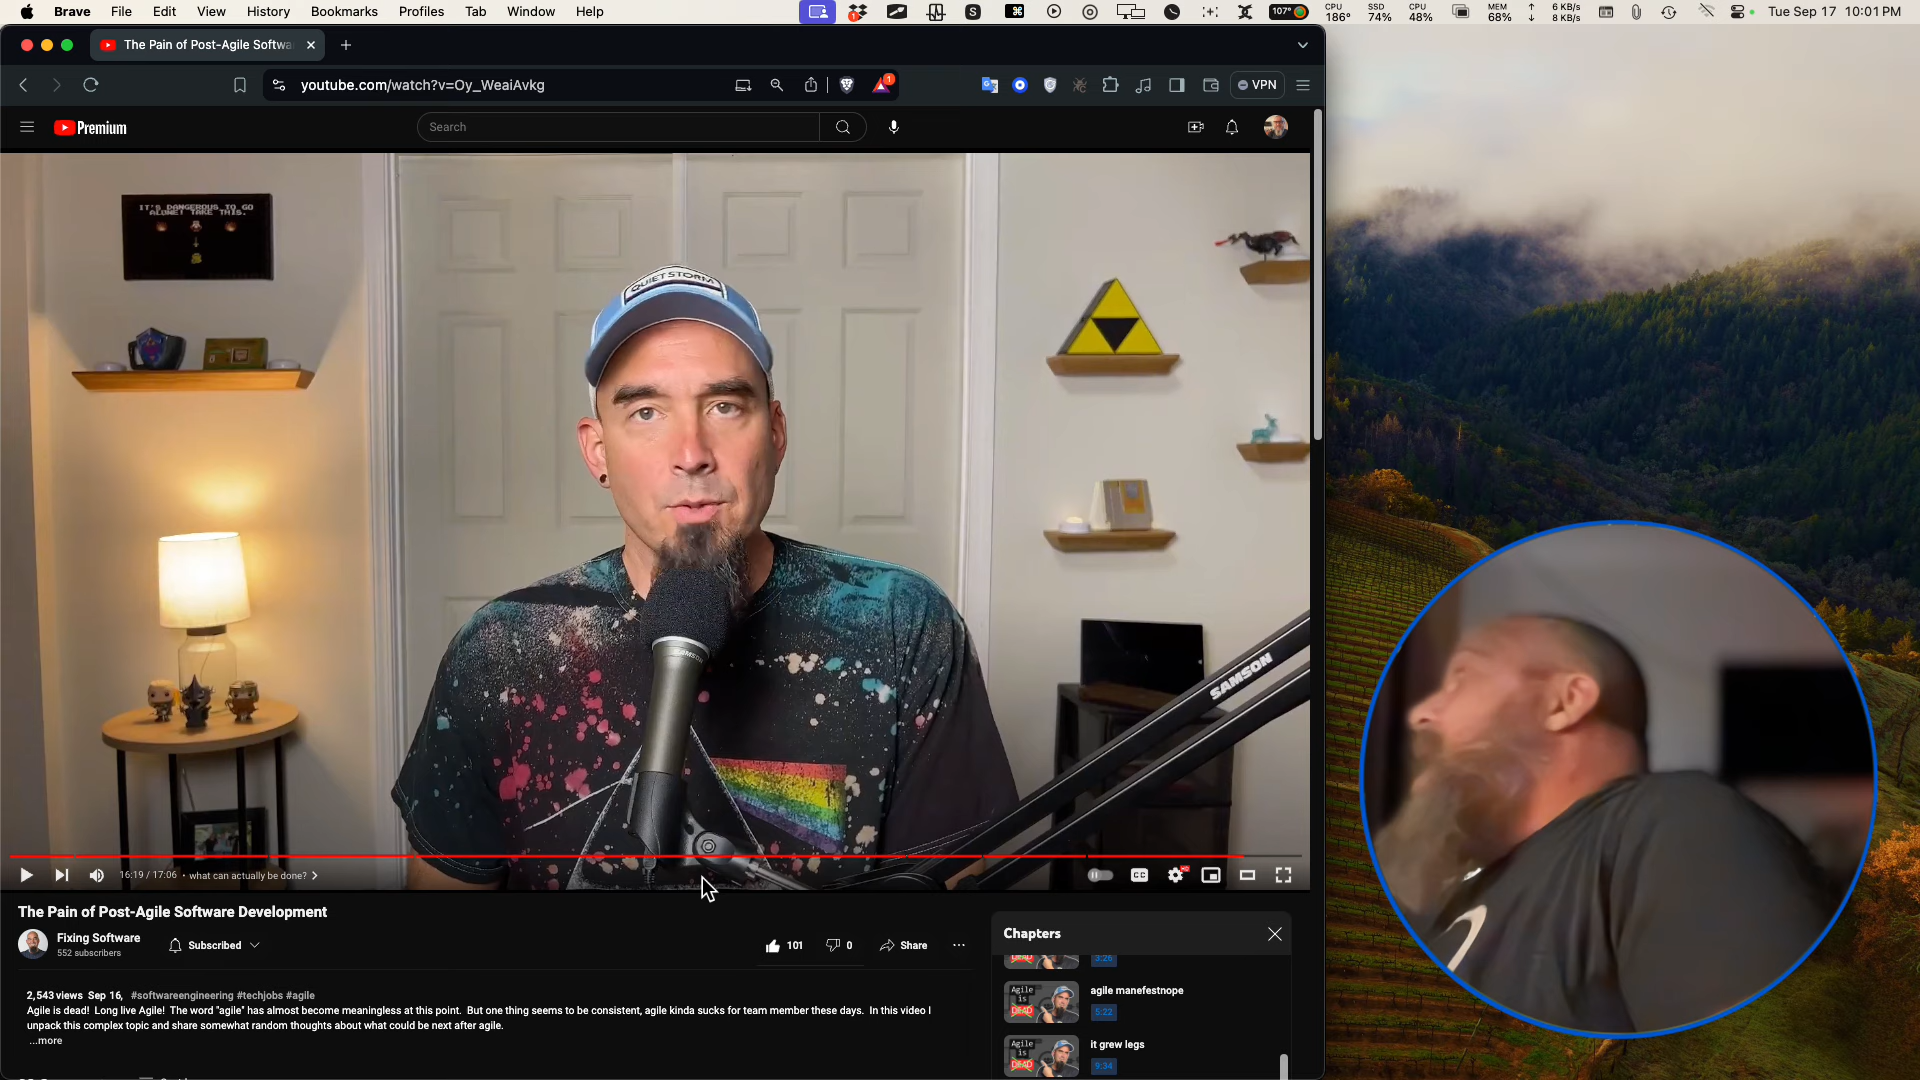 Brave File Edit View History Bookmarks Profiles Tab Window Help
107° CPU 186° SSD 74% CPU 48% MEM 68% 6 KB/s 8 KB/s Tue Sep 17 10:01 PM
The Pain of Post-Agile Softwa
youtube.com/watch?v=Oy_WeaiAvkg
1
VPN
Premium
Search
IT'S DANGEROUS TO GO
ALONE! TAKE THIS.
QUIET STORM
SAMSON
SAMSON
16:19 / 17:06 • what can actually be done?
CC
The Pain of Post-Agile Software Development
Fixing Software
552 subscribers
Subscribed
101
0
Share
2,543 views Sep 16, #softwareengineering #techjobs #agile
Agile is dead! Long live Agile! The word "agile" has almost become meaningless at this point. But one thing seems to be consistent, agile kinda sucks for team member these days. In this video I
unpack this complex topic and share somewhat random thoughts about what could be next after agile.
...more
Chapters
3:26
Agile is DEAD
agile manefestnope
5:22
Agile is DEAD
it grew legs
9:34